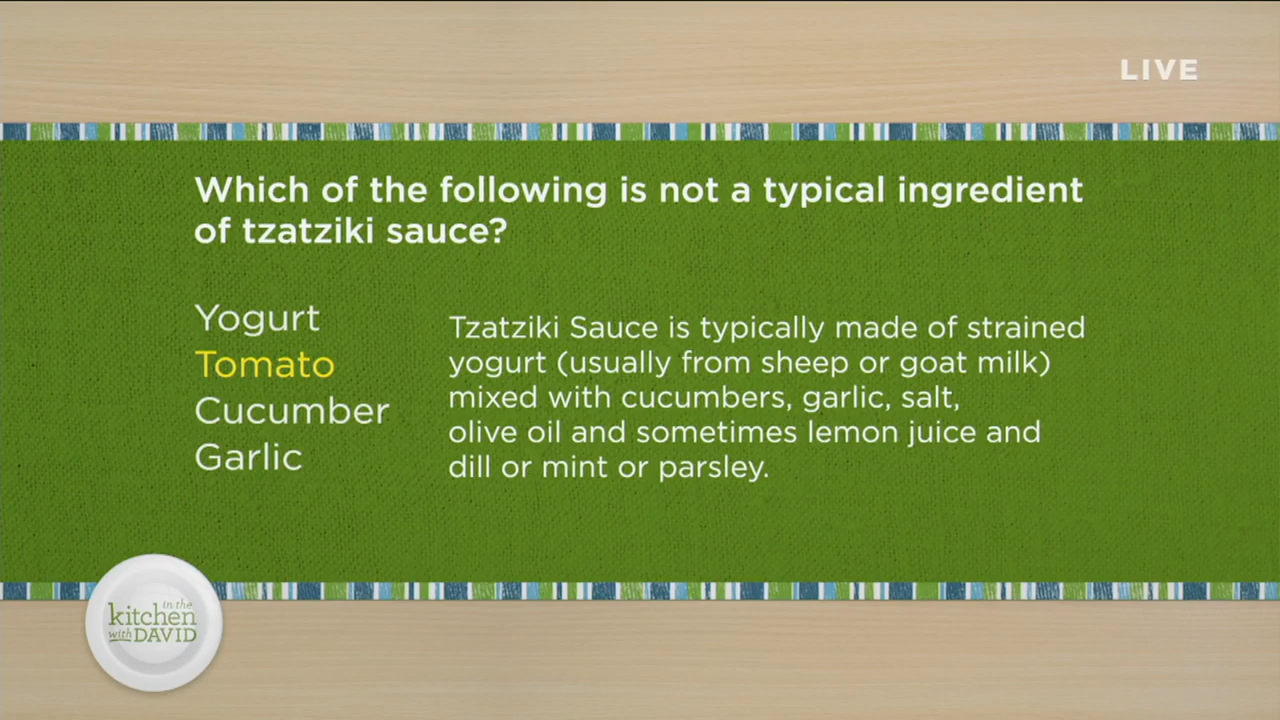 LIVE
Which of the following is not a typical ingredient
of tzatziki sauce?
Yogurt
Tomato
Cucumber
Garlic
Tzatziki Sauce is typically made of strained
yogurt (usually from sheep or goat milk)
mixed with cucumbers, garlic, salt,
olive oil and sometimes lemon juice and
dill or mint or parsley.
in the
kitchen
with DAVID